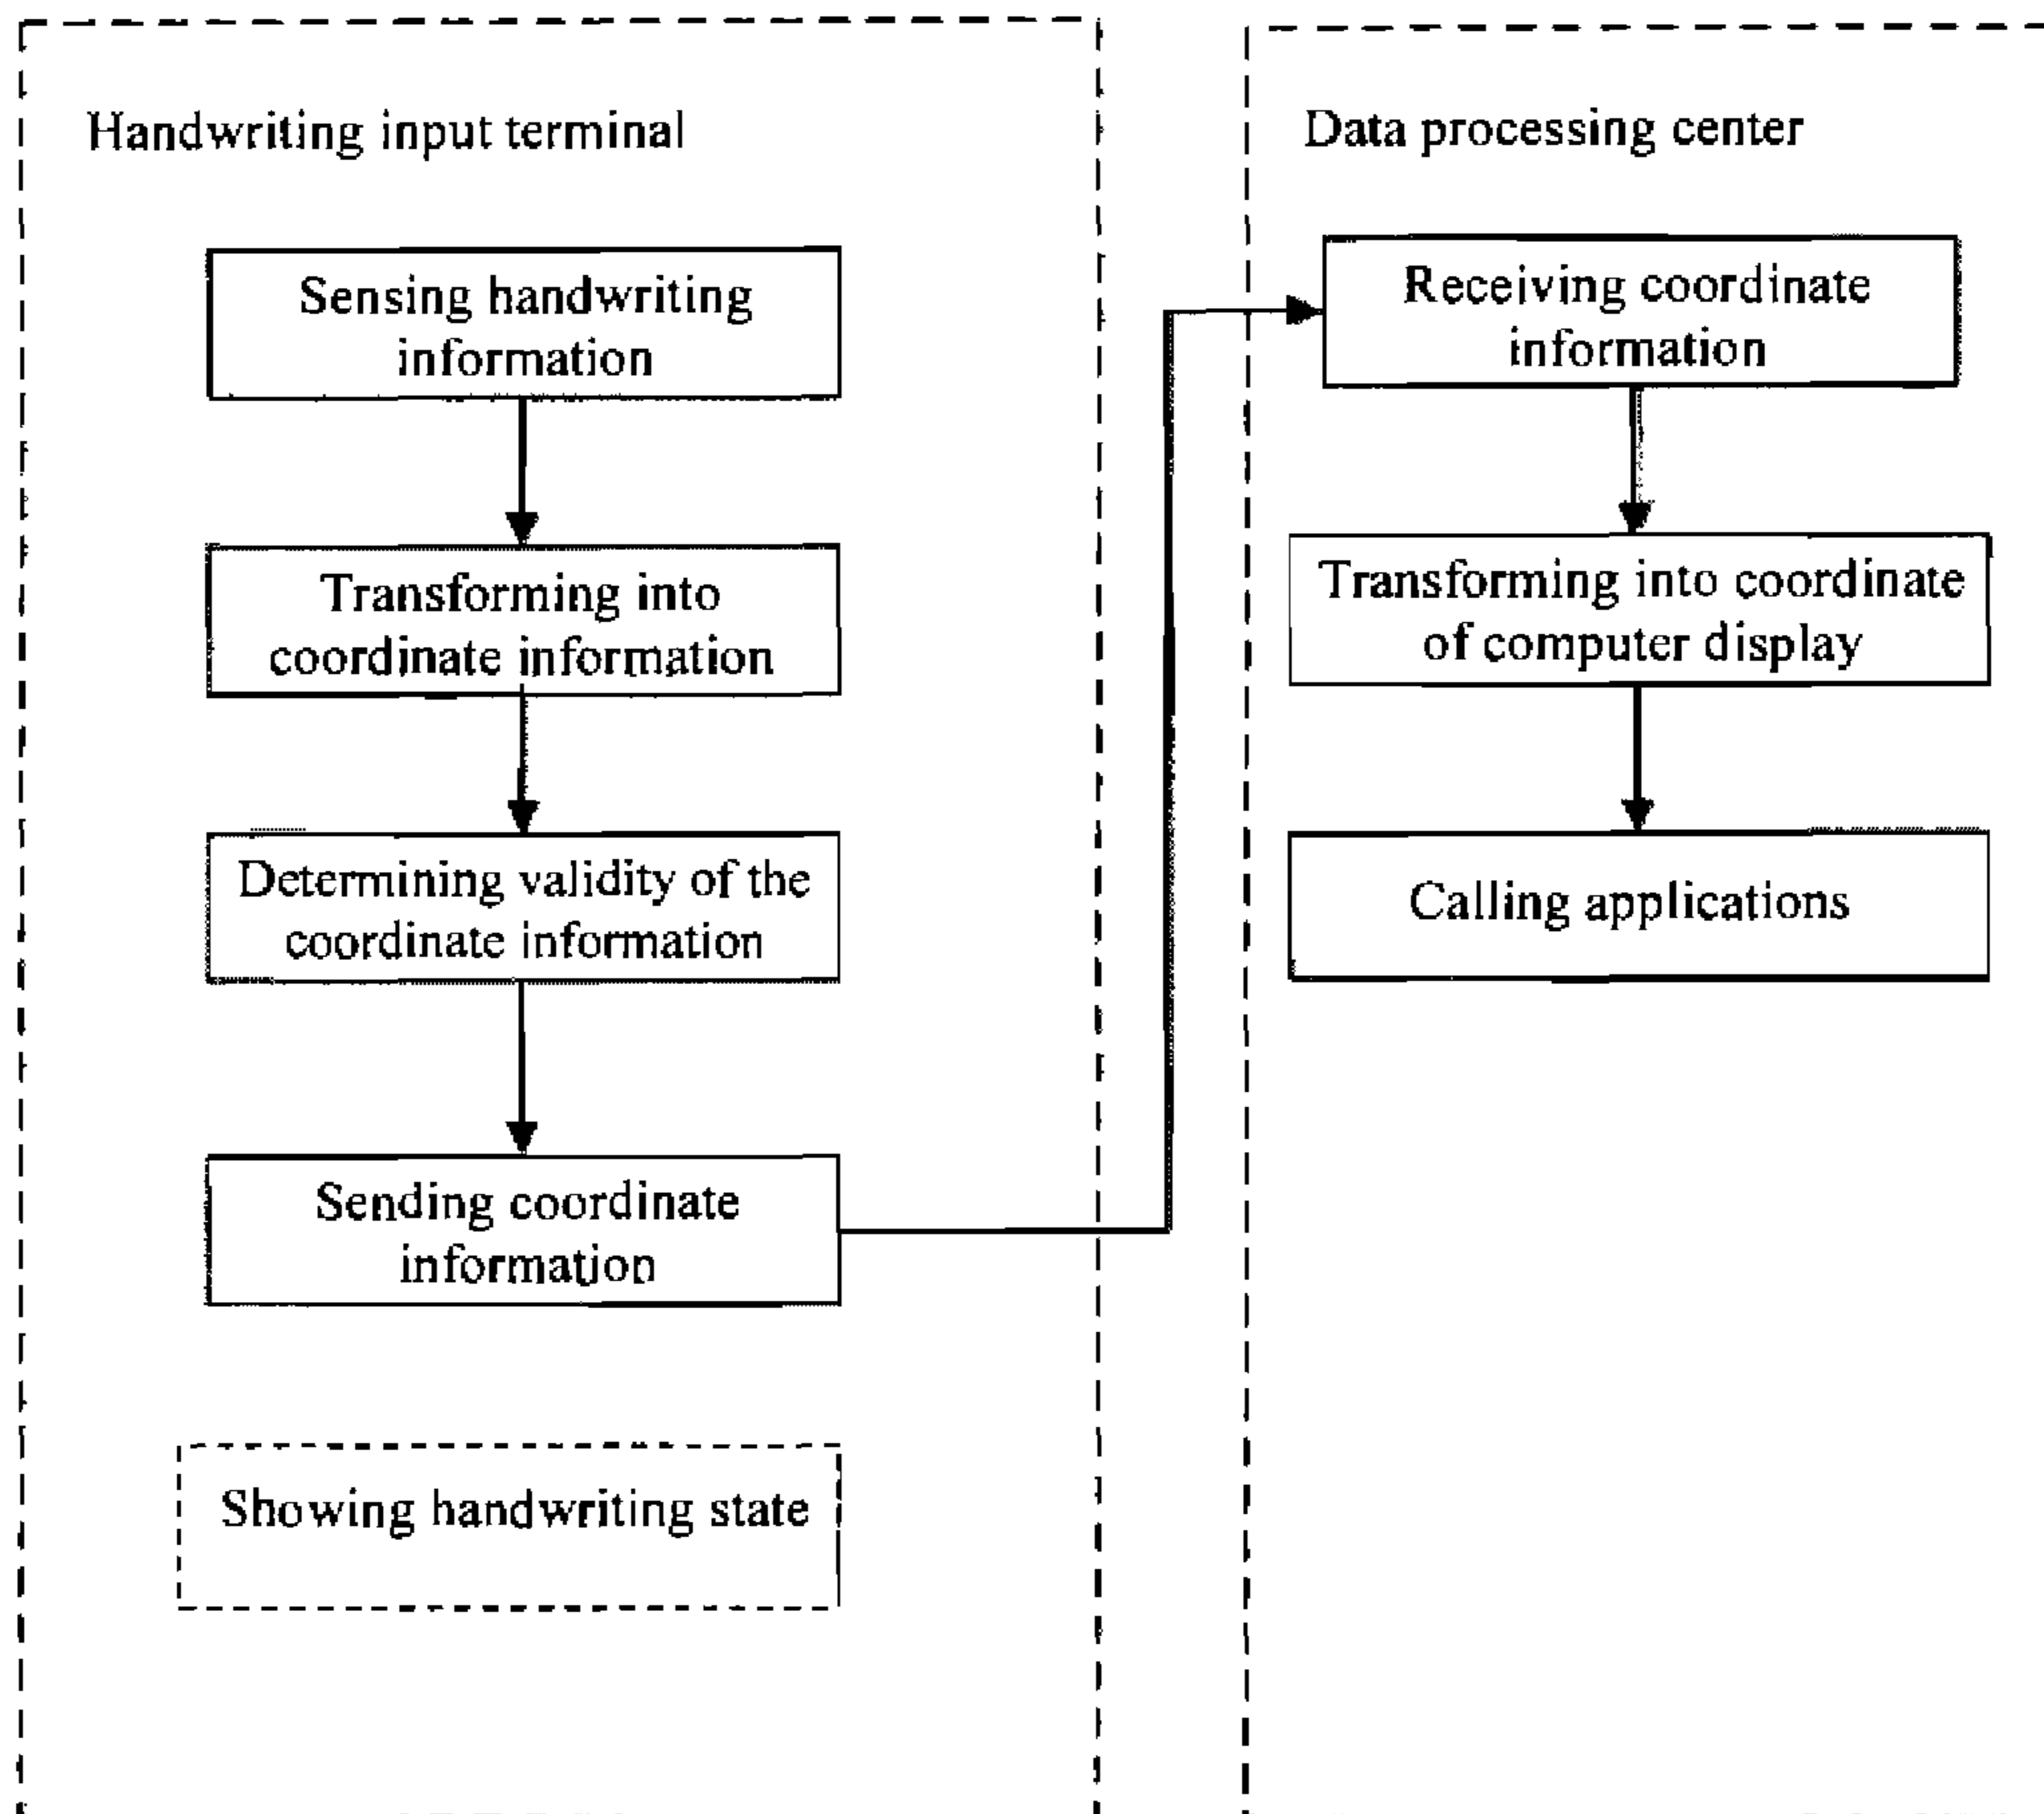 Handwriting input terminal
Sensing handwriting
information
Transforming into
coordinate information
Determining validity of the
coordinate information
Sending coordinate
information
Showing handwriting state
Data processing center
Receiving coordinate
information
Transforming into coordinate
of computer display
Calling applications